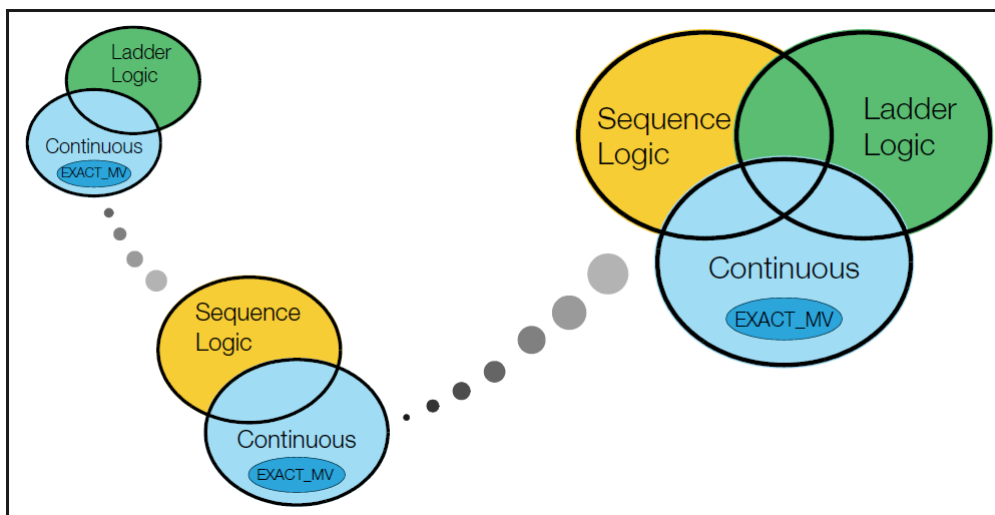 Ladder
Logic
Continuous
EXACT_MV
Sequence
Logic
Continuous
EXACT_MV
Sequence
Logic
Ladder
Logic
Continuous
EXACT_MV